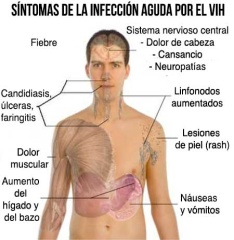 SÍNTOMAS DE LA INFECCIÓN AGUDA POR EL VIH
Fiebre
Sistema nervioso central
- Dolor de cabeza
- Cansancio
- Neuropatías
Candidiasis,
úlceras,
faringitis
Linfonodos
aumentados
Lesiones
de piel (rash)
Dolor
muscular
Aumento
del hígado y
del bazo
Náuseas
y vómitos